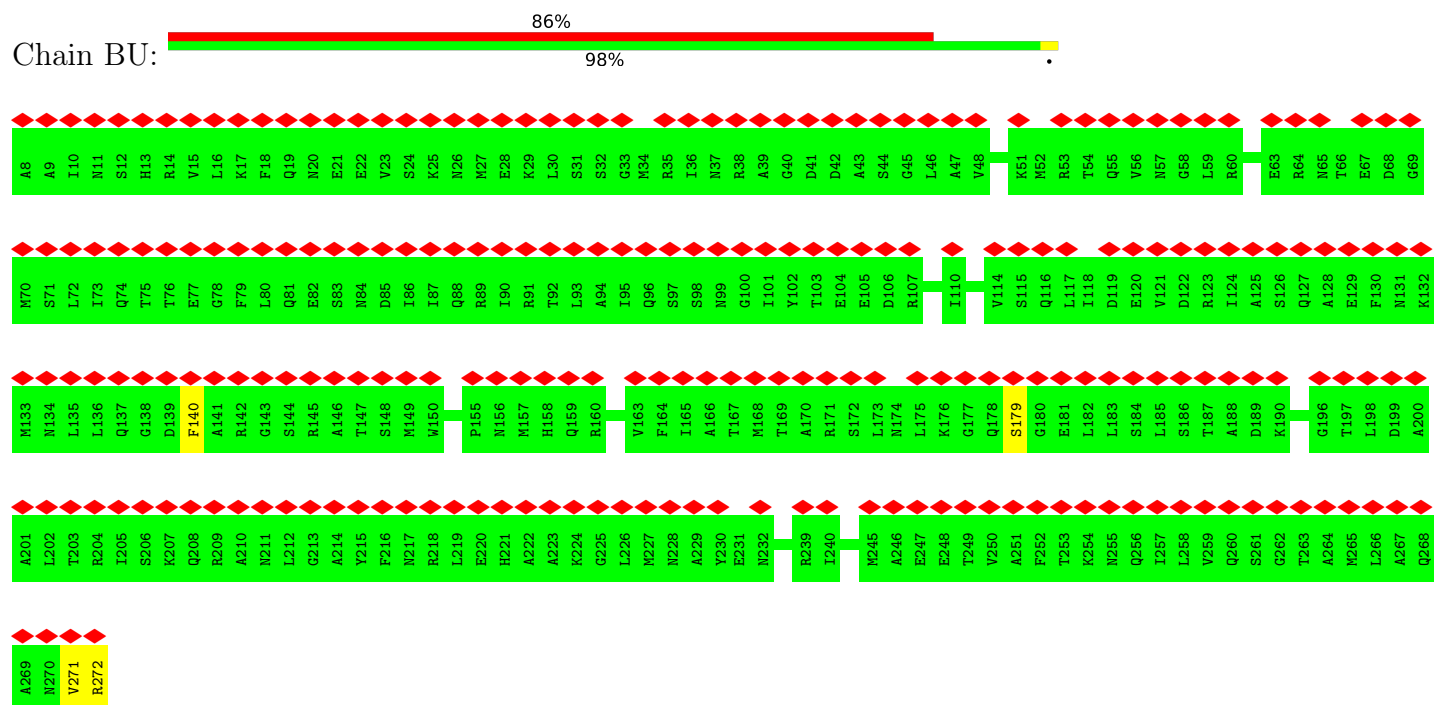 86%
Chain BU:
98%
.
A8 A9 I10 N11 S12 H13 R14 V15 L16 K17 F18 Q19 N20 E21 E22 V23 S24 K25 N26 M27 E28 K29 L30 S31 S32 G33 M34 R35 I36 N37 R38 A39 G40 D41 D42 A43 S44 G45 L46 A47 V48 K51 M52 R53 T54 Q55 V56 N57 G58 L59 R60 E63 R64 N65 T66 E67 D68 G69
M70 S71 L72 I73 Q74 T75 T76 E77 G78 F79 L80 Q81 E82 S83 N84 D85 I86 I87 Q88 R89 I90 R91 T92 L93 A94 I95 Q96 S97 S98 N99 G100 I101 Y102 T103 E104 E105 D106 R107 I110 V114 S115 Q116 L117 I118 D119 E120 V121 D122 R123 I124 A125 S126 Q127 A128 E129 F130 N131 K132
M133 N134 L135 L136 Q137 G138 D139 F140 A141 R142 G143 S144 R145 A146 T147 S148 M149 W150 P155 N156 M157 H158 Q159 R160 V163 F164 I165 A166 T167 M168 T169 A170 R171 S172 L173 N174 L175 K176 G177 Q178 S179 G180 E181 L182 L183 S184 L185 S186 T187 A188 D189 K190 G196 T197 L198 D199 A200
A201 L202 T203 R204 I205 S206 K207 Q208 R209 A210 N211 L212 G213 A214 Y215 F216 N217 R218 L219 E220 H221 A222 A223 K224 G225 L226 M227 N228 A229 Y230 E231 N232 R239 I240 M245 A246 E247 E248 T249 V250 A251 F252 T253 K254 N255 Q256 I257 L258 V259 Q260 S261 G262 T263 A264 M265 L266 A267 Q268
A269 N270 V271 R272